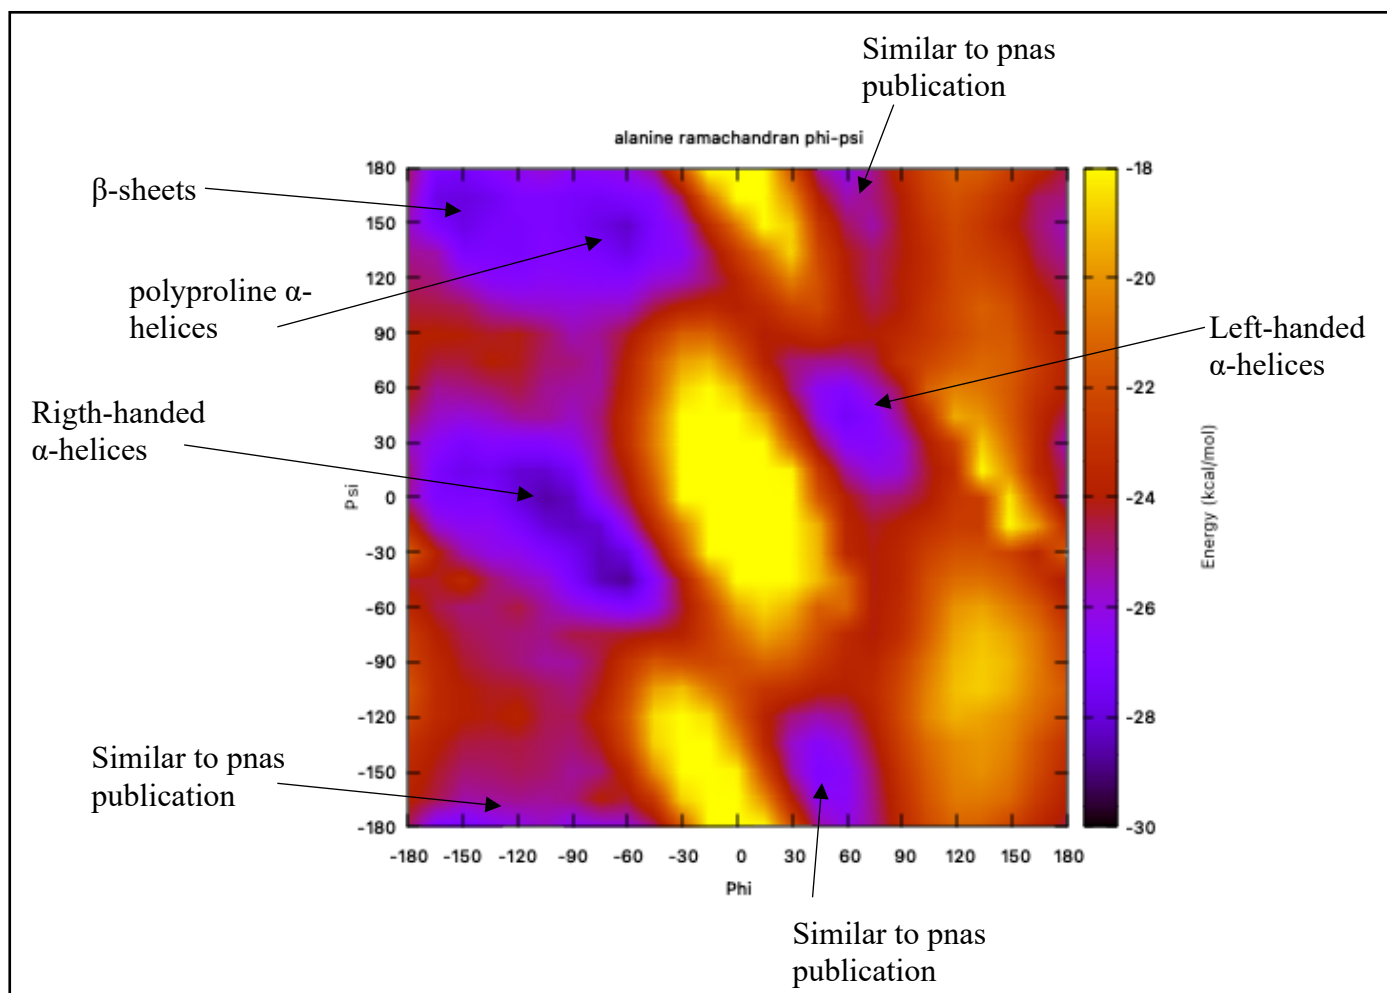 Similar to pnas
publication
alanine ramachandran phi-psi
β-sheets
polyproline α-
helices
Rigth-handed
α-helices
Left-handed
α-helices
Similar to pnas
publication
Similar to pnas
publication
180
150
120
90
60
30
0
-30
-60
-90
-120
-150
-180
Psi
-180 -150 -120 -90 -60 -30 0 30 60 90 120 150 180
Phi
-18
-20
-22
-24
-26
-28
-30
Energy (kcal/mol)